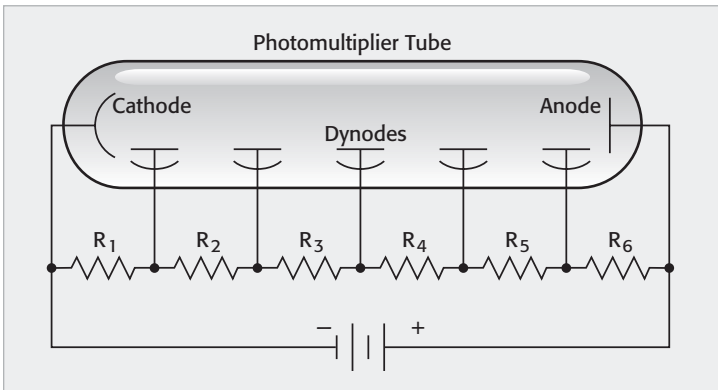 Photomultiplier Tube
Cathode
Anode
Dynodes
R1 R2 R3 R4 R5 R6
− +